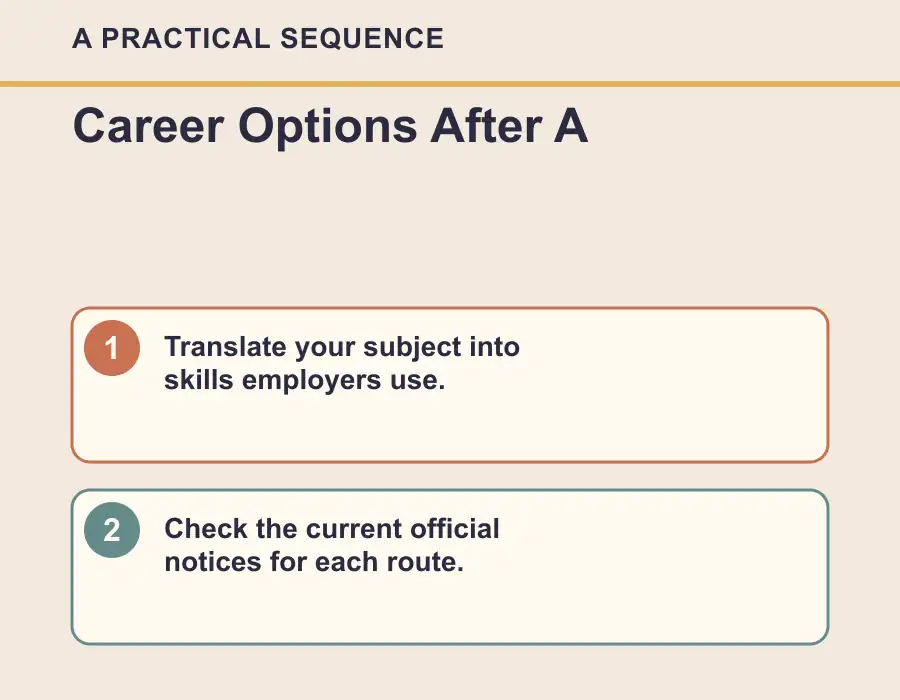 A PRACTICAL SEQUENCE
Career Options After A
1
Translate your subject into
skills employers use.
2
Check the current official
notices for each route.